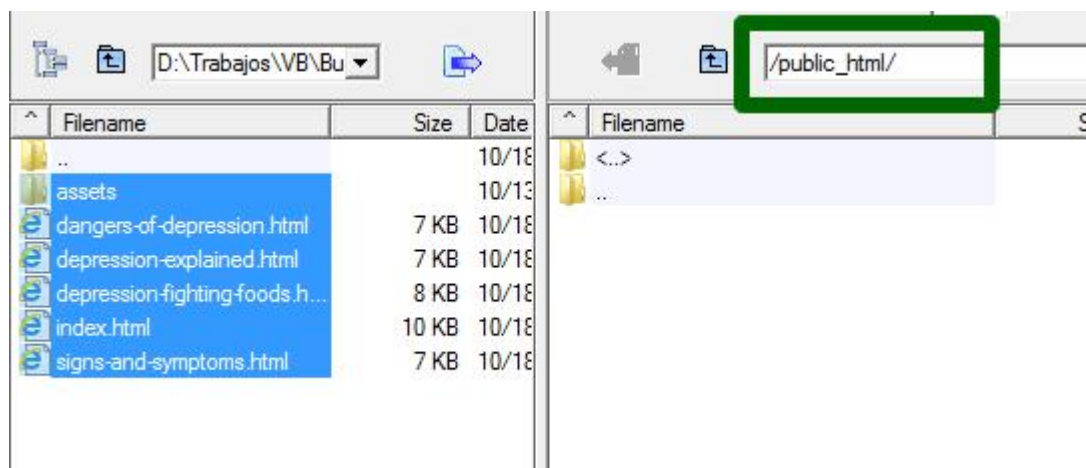 D:\Trabajos\VB\Bu
/public_html/
^ Filename Size Date
^ Filename S
.. 10/18
assets 10/13
dangers-of-depression.html 7 KB 10/18
depression-explained.html 7 KB 10/18
depression-fighting-foods.h... 8 KB 10/18
index.html 10 KB 10/18
signs-and-symptoms.html 7 KB 10/18
<..>
..